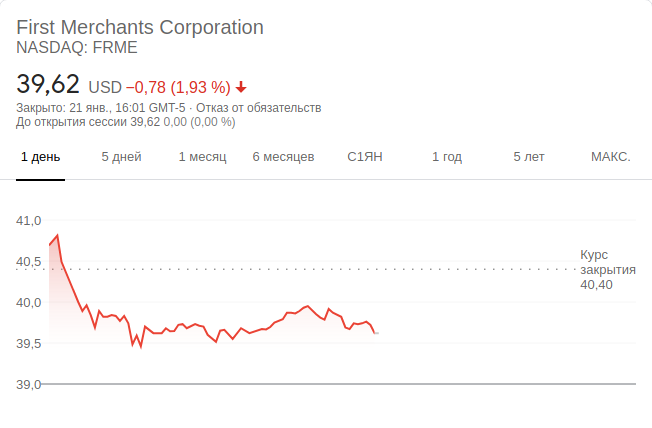 First Merchants Corporation
NASDAQ: FRME
39,62 USD −0,78 (1,93 %)
Закрыто: 21 янв., 16:01 GMT-5 · Отказ от обязательств
До открытия сессии 39,62 0,00 (0,00 %)
1 день 5 дней 1 месяц 6 месяцев С1ЯН 1 год 5 лет МАКС.
41,0
40,5
40,0
39,5
39,0
Курс
закрытия
40,40